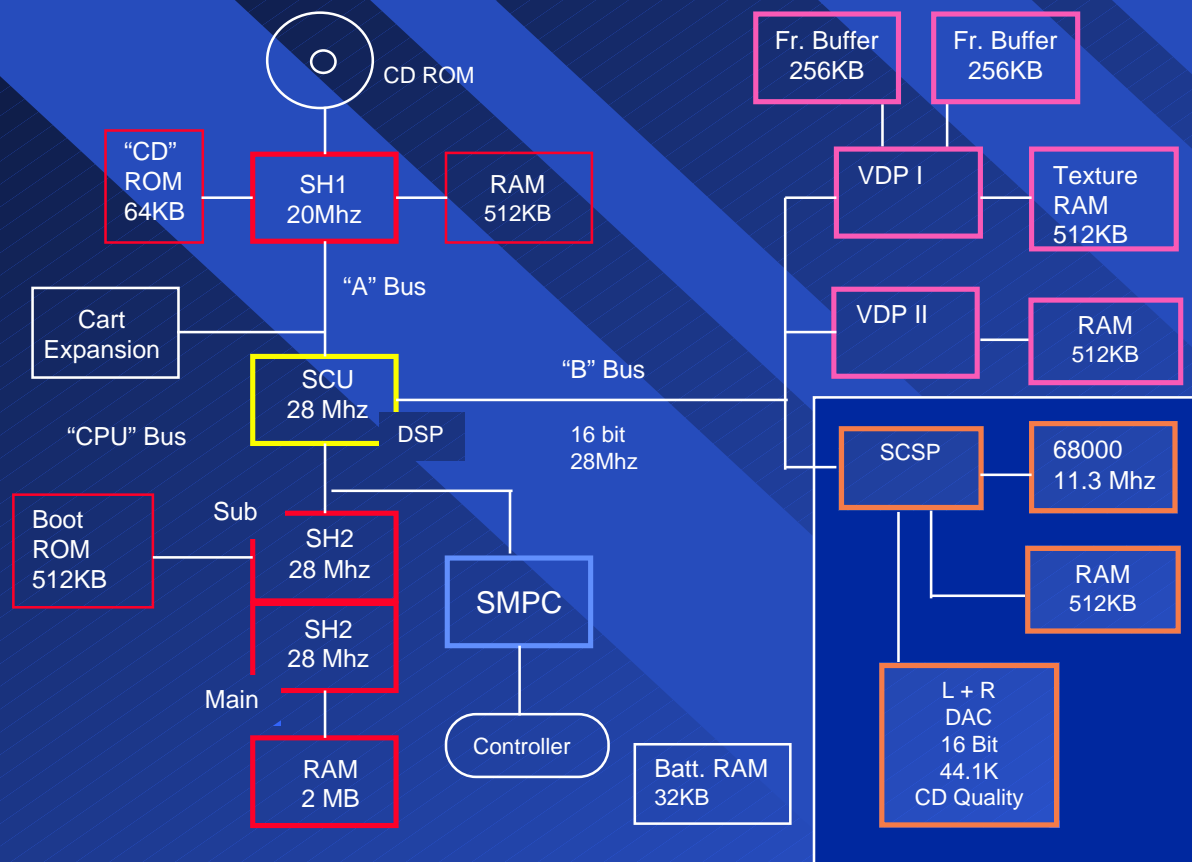 CD ROM
Fr. Buffer
256KB
Fr. Buffer
256KB
“CD”
ROM
64KB
SH1
20Mhz
RAM
512KB
VDP I
Texture
RAM
512KB
“A” Bus
Cart
Expansion
VDP II
RAM
512KB
SCU
28 Mhz
“B” Bus
“CPU” Bus
DSP
16 bit
28Mhz
SCSP
68000
11.3 Mhz
Sub
Boot
ROM
512KB
SH2
28 Mhz
SMPC
RAM
512KB
SH2
28 Mhz
Main
L + R
DAC
16 Bit
44.1K
CD Quality
Controller
RAM
2 MB
Batt. RAM
32KB